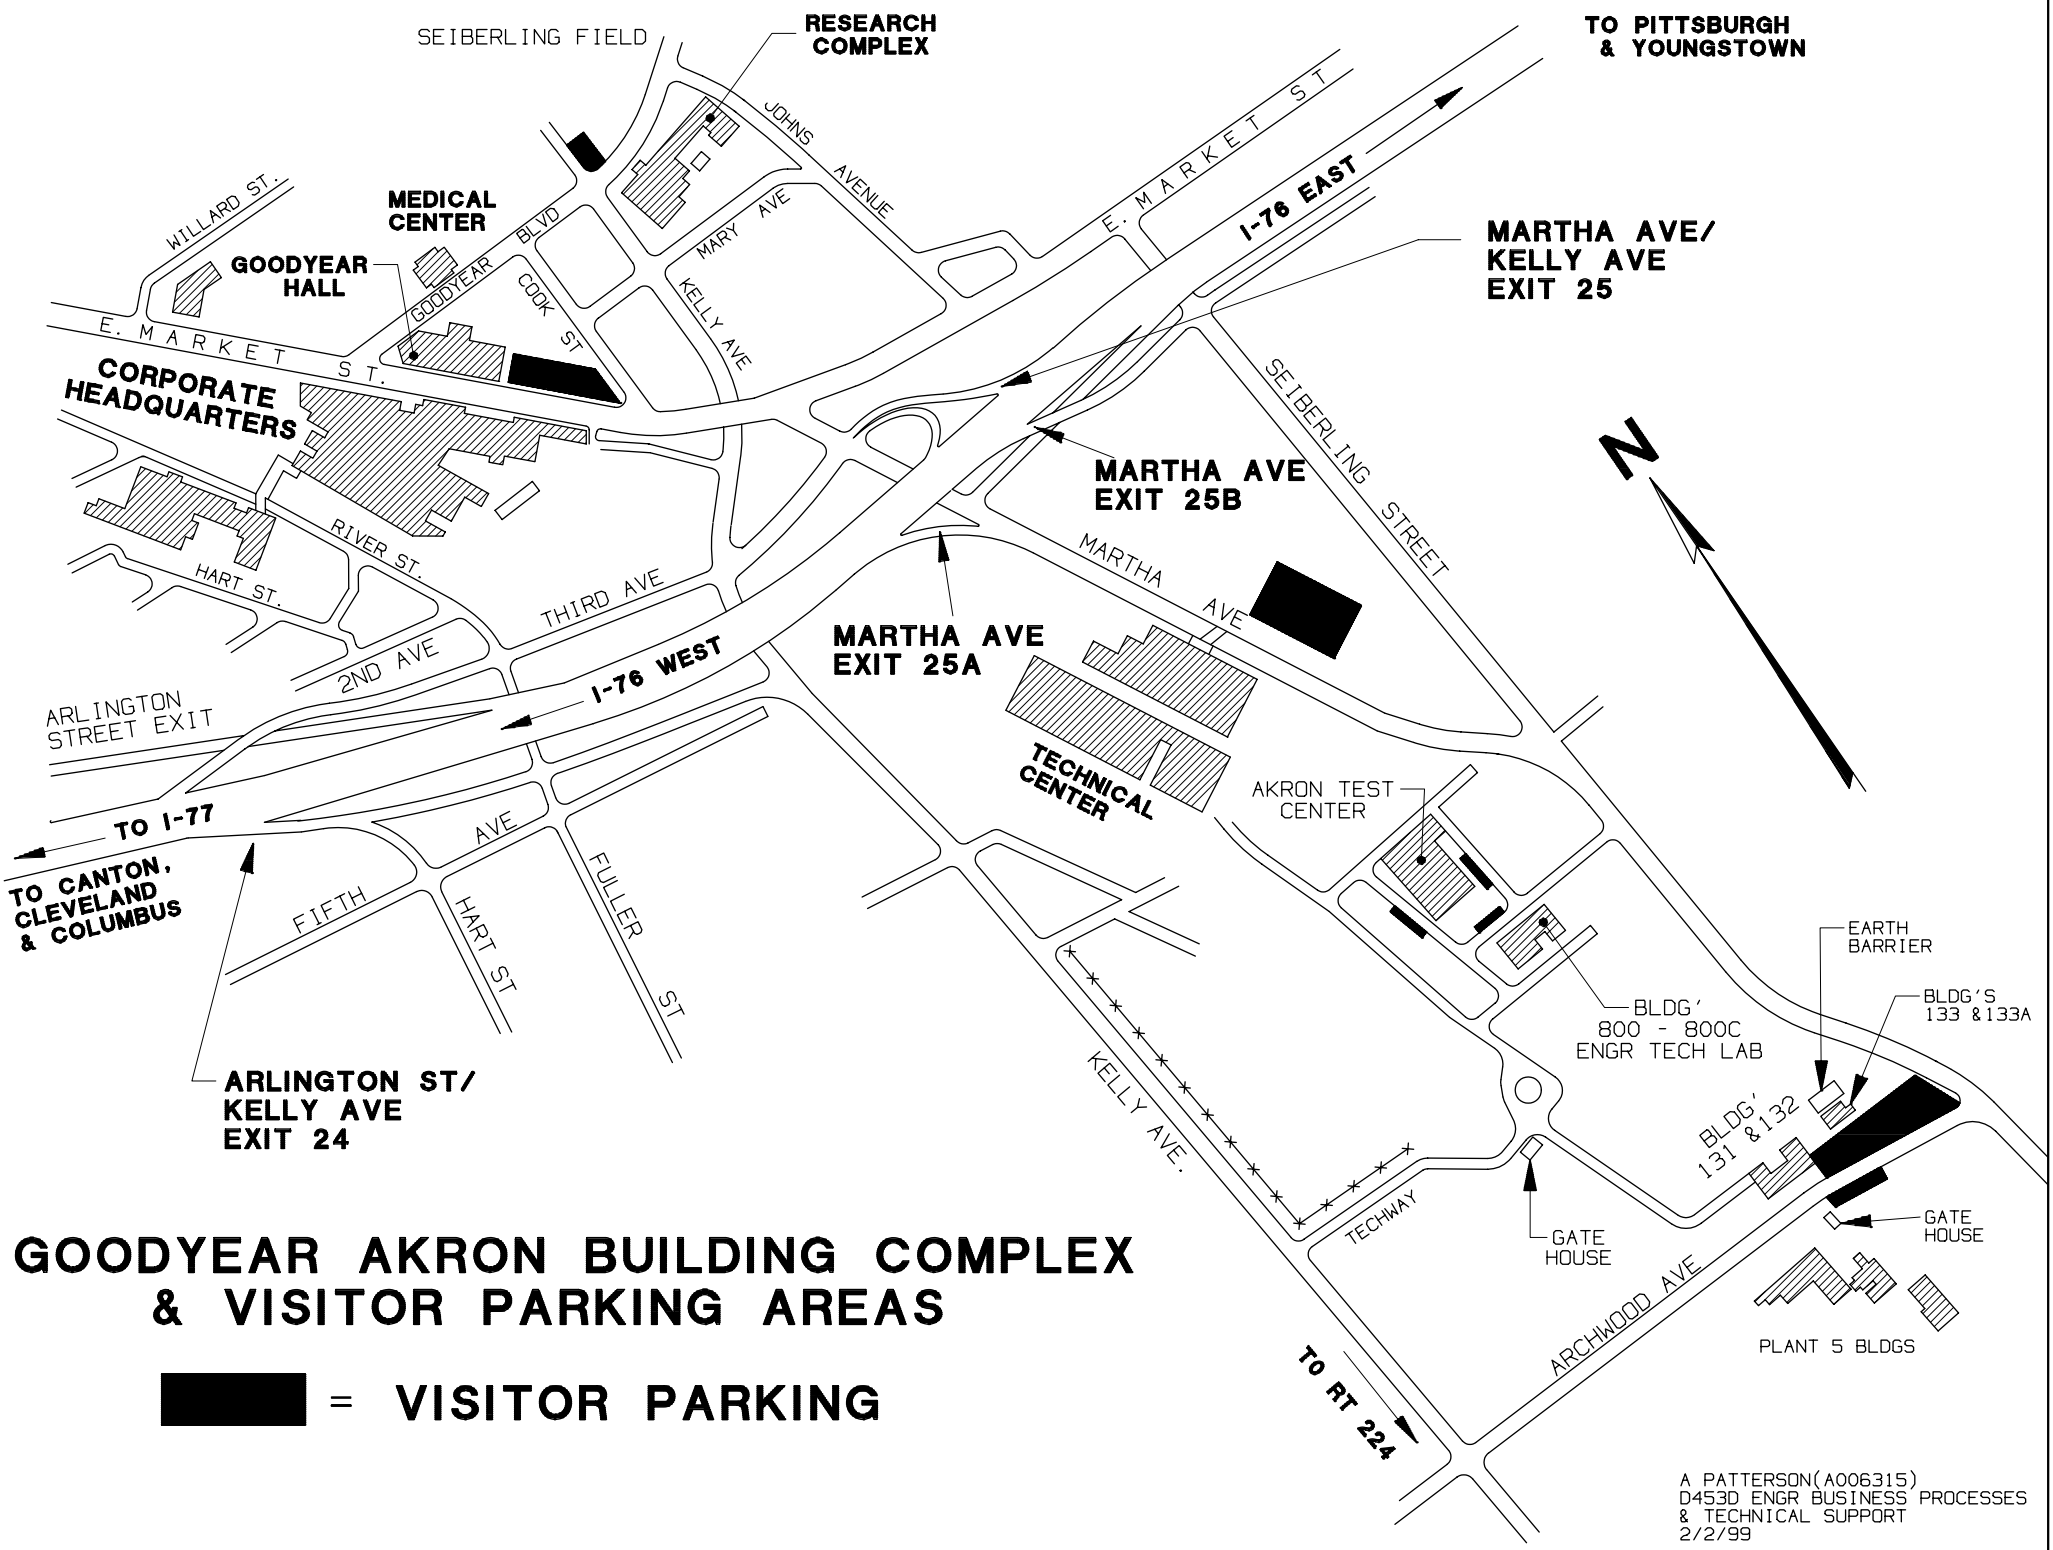 SEIBERLING FIELD
RESEARCH
COMPLEX
TO PITTSBURGH
& YOUNGSTOWN
JOHNS
AVENUE
E. MARKET ST
I-76 EAST
WILLARD ST.
MEDICAL
CENTER
GOODYEAR
HALL
GOODYEAR BLVD
MARY AVE
COOK ST
KELLY AVE
MARTHA AVE/
KELLY AVE
EXIT 25
E. MARKET ST.
CORPORATE
HEADQUARTERS
SEIBERLING STREET
N
MARTHA AVE
EXIT 25B
RIVER ST.
HART ST.
THIRD AVE
MARTHA AVE
MARTHA AVE
EXIT 25A
2ND AVE
I-76 WEST
ARLINGTON
STREET EXIT
TECHNICAL
CENTER
AKRON TEST
CENTER
TO I-77
TO CANTON,
CLEVELAND
& COLUMBUS
FIFTH AVE
FULLER ST
HART ST
EARTH
BARRIER
BLDG'S
133 &133A
BLDG'
800 - 800C
ENGR TECH LAB
ARLINGTON ST/
KELLY AVE
EXIT 24
KELLY AVE.
BLDG'
131 &132
TECHWAY
GATE
HOUSE
GATE
HOUSE
GOODYEAR AKRON BUILDING COMPLEX
& VISITOR PARKING AREAS
ARCHWOOD AVE
PLANT 5 BLDGS
TO RT 224
= VISITOR PARKING
A PATTERSON(A006315)
D453D ENGR BUSINESS PROCESSES
& TECHNICAL SUPPORT
2/2/99